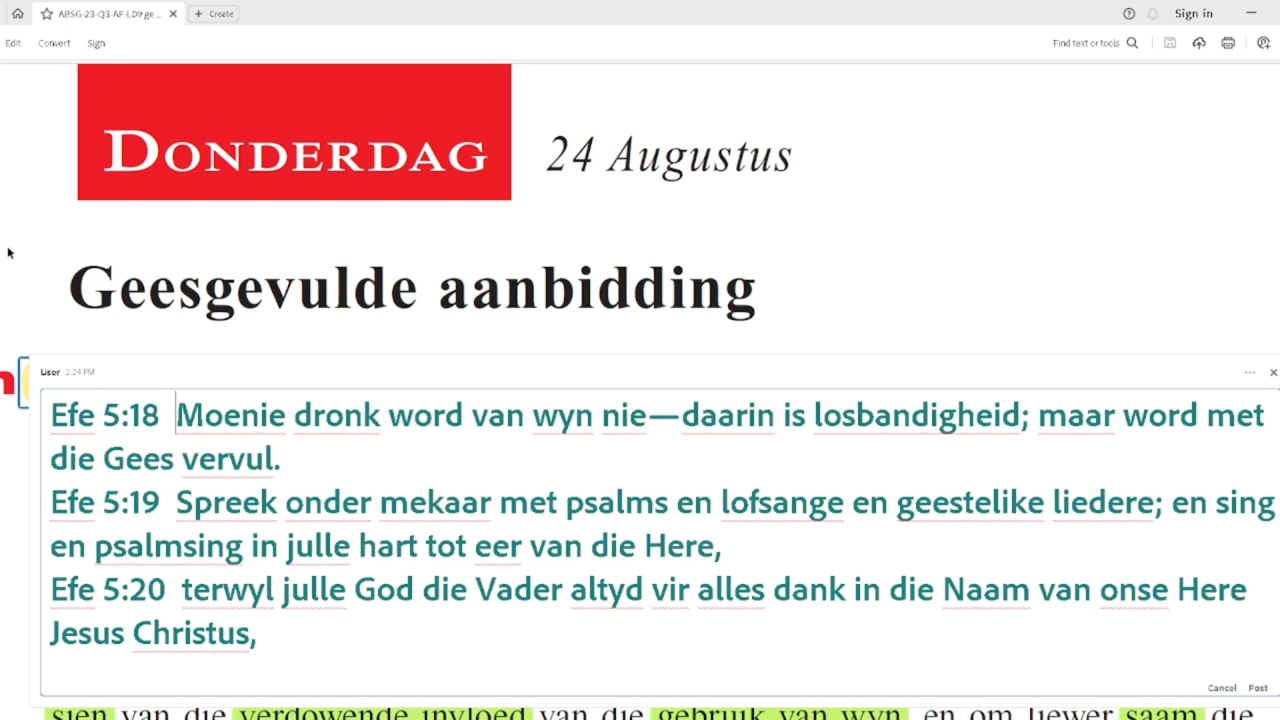 ABSG-23-Q3-AF-LD9 ge ...
Create
Sign in
Edit Convert Sign
Find text or tools
DONDERDAG 24 Augustus
Geesgevulde aanbidding
User 2:24 PM
Efe 5:18 Moenie dronk word van wyn nie—daarin is losbandigheid; maar word met
die Gees vervul.
Efe 5:19 Spreek onder mekaar met psalms en lofsange en geestelike liedere; en sing
en psalmsing in julle hart tot eer van die Here,
Efe 5:20 terwyl julle God die Vader altyd vir alles dank in die Naam van onse Here
Jesus Christus,
Cancel Post
sien van die verdowende invloed van die gebruik van wyn, en om liewer saam die